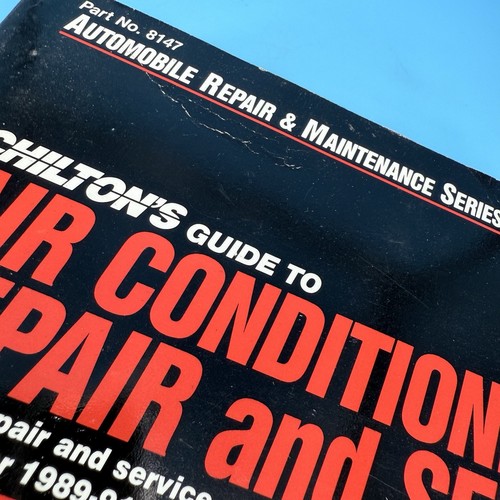 Part No. 8147
AUTOMOBILE REPAIR & MAINTENANCE SERIES
CHILTON'S GUIDE TO
IR CONDITION
EPAIR and SE
pair and service
r 1989-9